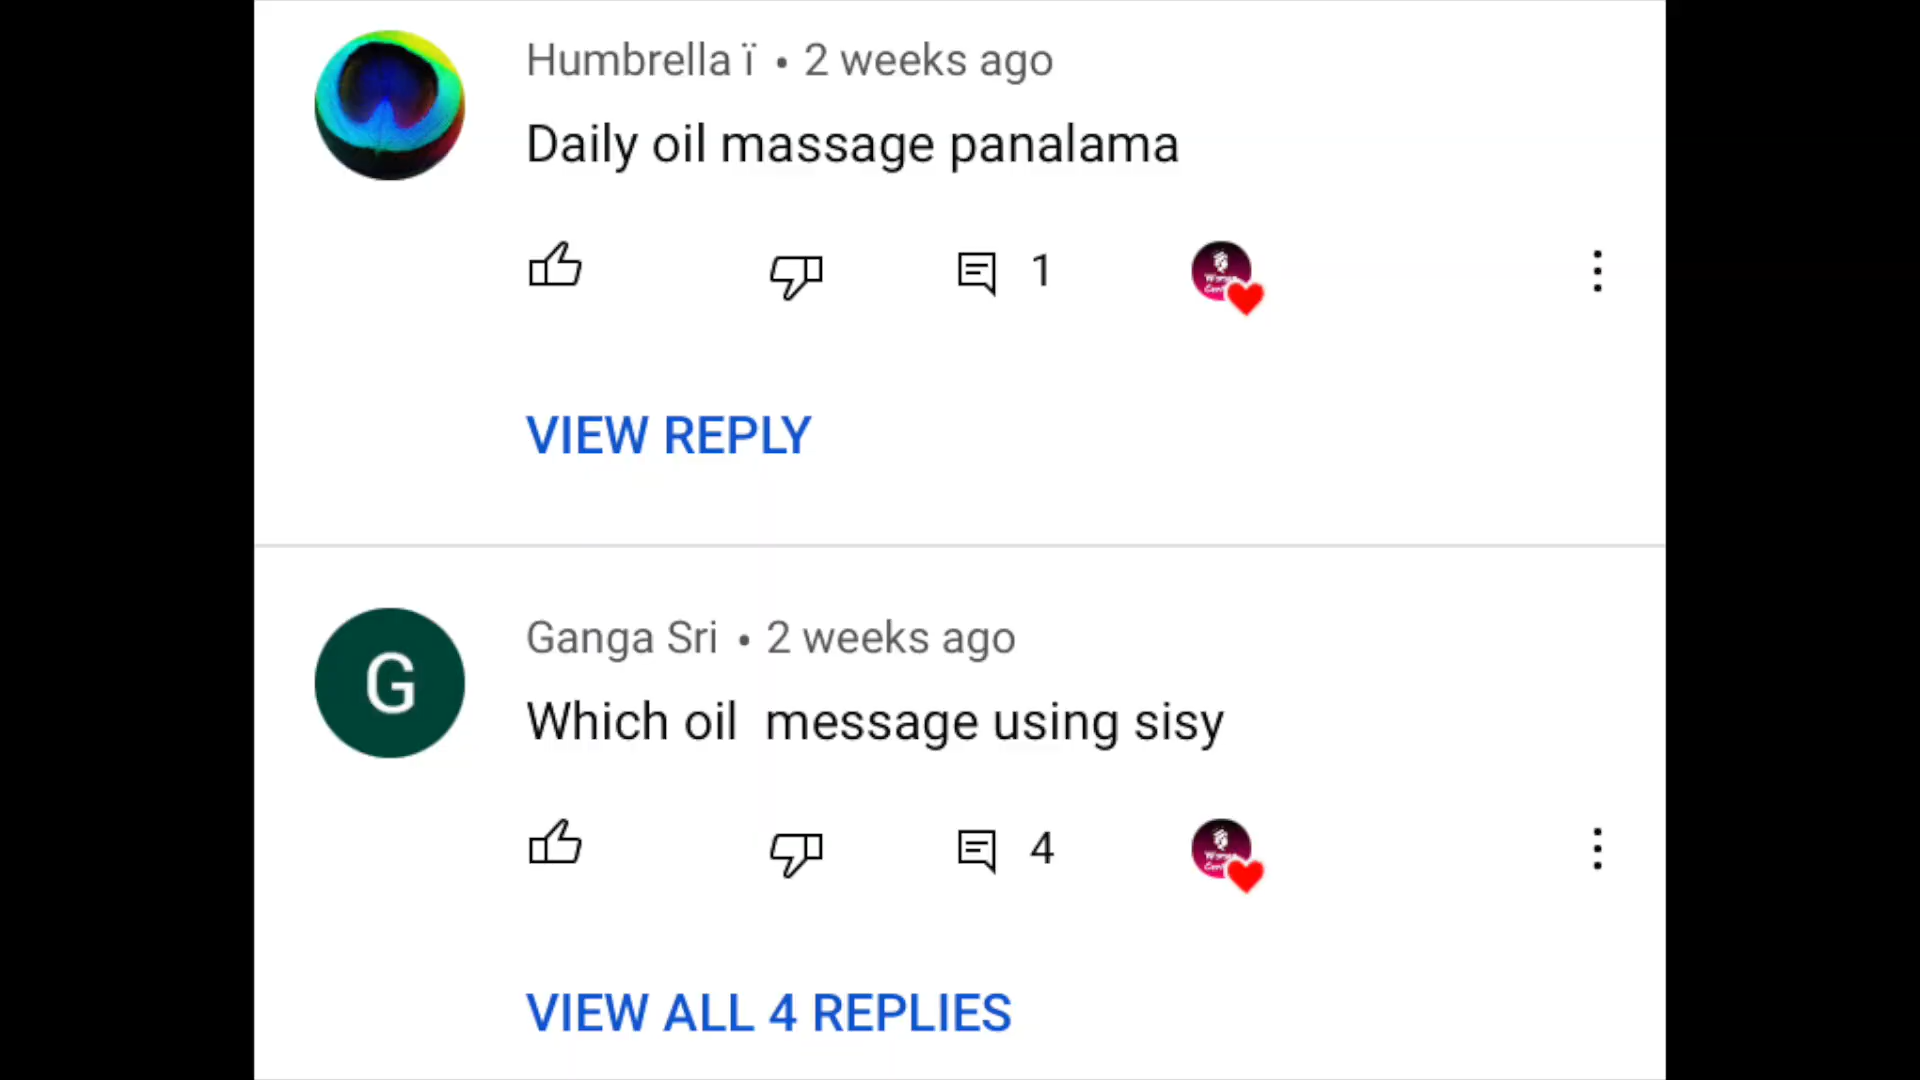 Humbrella ï • 2 weeks ago
Daily oil massage panalama
1
VIEW REPLY
G
Ganga Sri • 2 weeks ago
Which oil  message using sisy
4
VIEW ALL 4 REPLIES